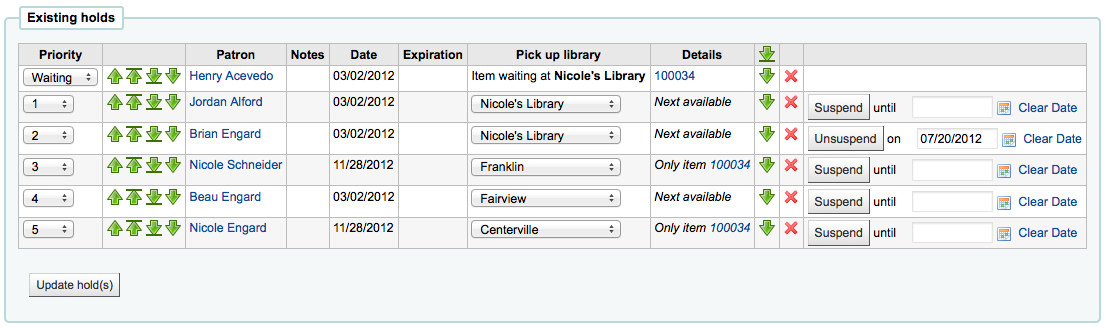 Existing holds
Priority Patron Notes Date Expiration Pick up library Details
Waiting Henry Acevedo 03/02/2012 Item waiting at Nicole's Library 100034
1 Jordan Alford 03/02/2012 Nicole's Library Next available Suspend until Clear Date
2 Brian Engard 03/02/2012 Nicole's Library Next available Unsuspend on 07/20/2012 Clear Date
3 Nicole Schneider 11/28/2012 Franklin Only item 100034 Suspend until Clear Date
4 Beau Engard 03/02/2012 Fairview Next available Suspend until Clear Date
5 Nicole Engard 11/28/2012 Centerville Only item 100034 Suspend until Clear Date
Update hold(s)